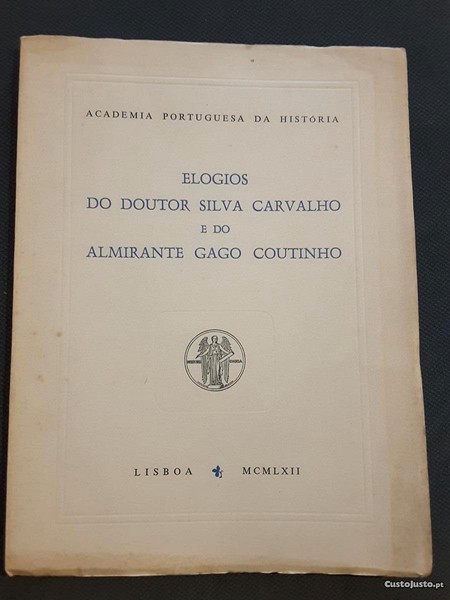 ACADEMIA PORTUGUESA DA HISTÓRIA
ELOGIOS
DO DOUTOR SILVA CARVALHO
E DO
ALMIRANTE GAGO COUTINHO
LISBOA MCMLXII
CustoJusto.pt